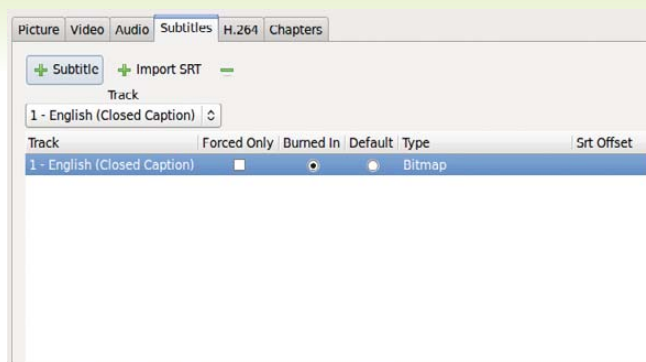 Picture Video Audio Subtitles H.264 Chapters
Subtitle Import SRT
Track
1 - English (Closed Caption)
Track Forced Only Burned In Default Type Srt Offset
1 - English (Closed Caption) Bitmap